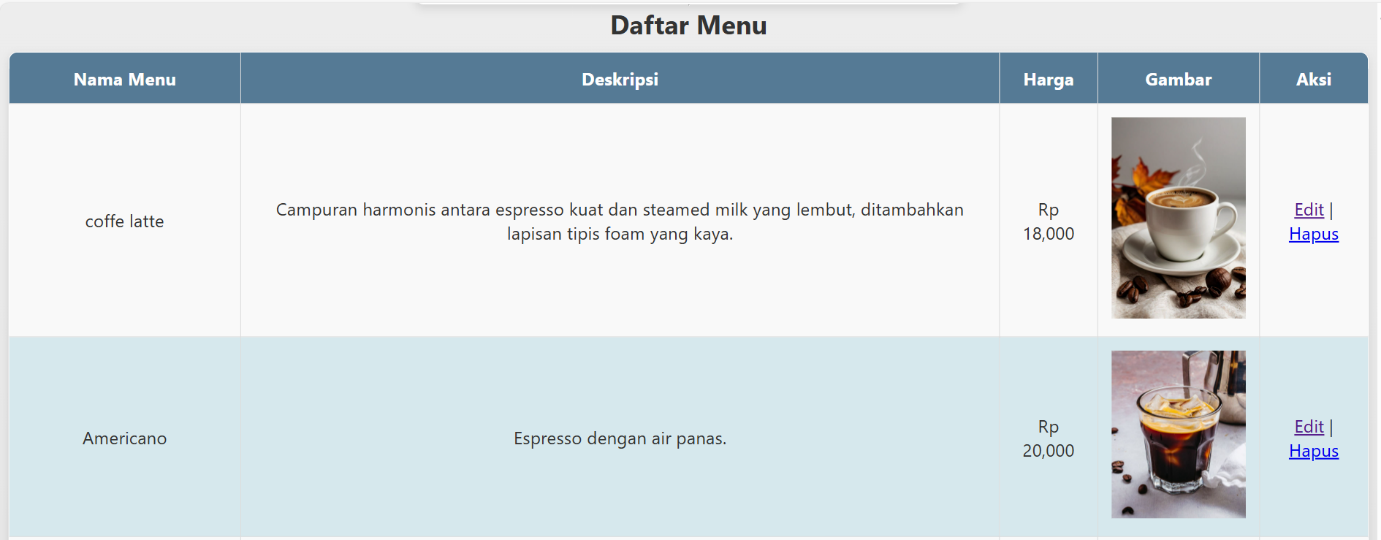 Daftar Menu
Nama Menu Deskripsi Harga Gambar Aksi
coffe latte
Campuran harmonis antara espresso kuat dan steamed milk yang lembut, ditambahkan
lapisan tipis foam yang kaya.
Rp
18,000
Edit |
Hapus
Americano
Espresso dengan air panas.
Rp
20,000
Edit |
Hapus